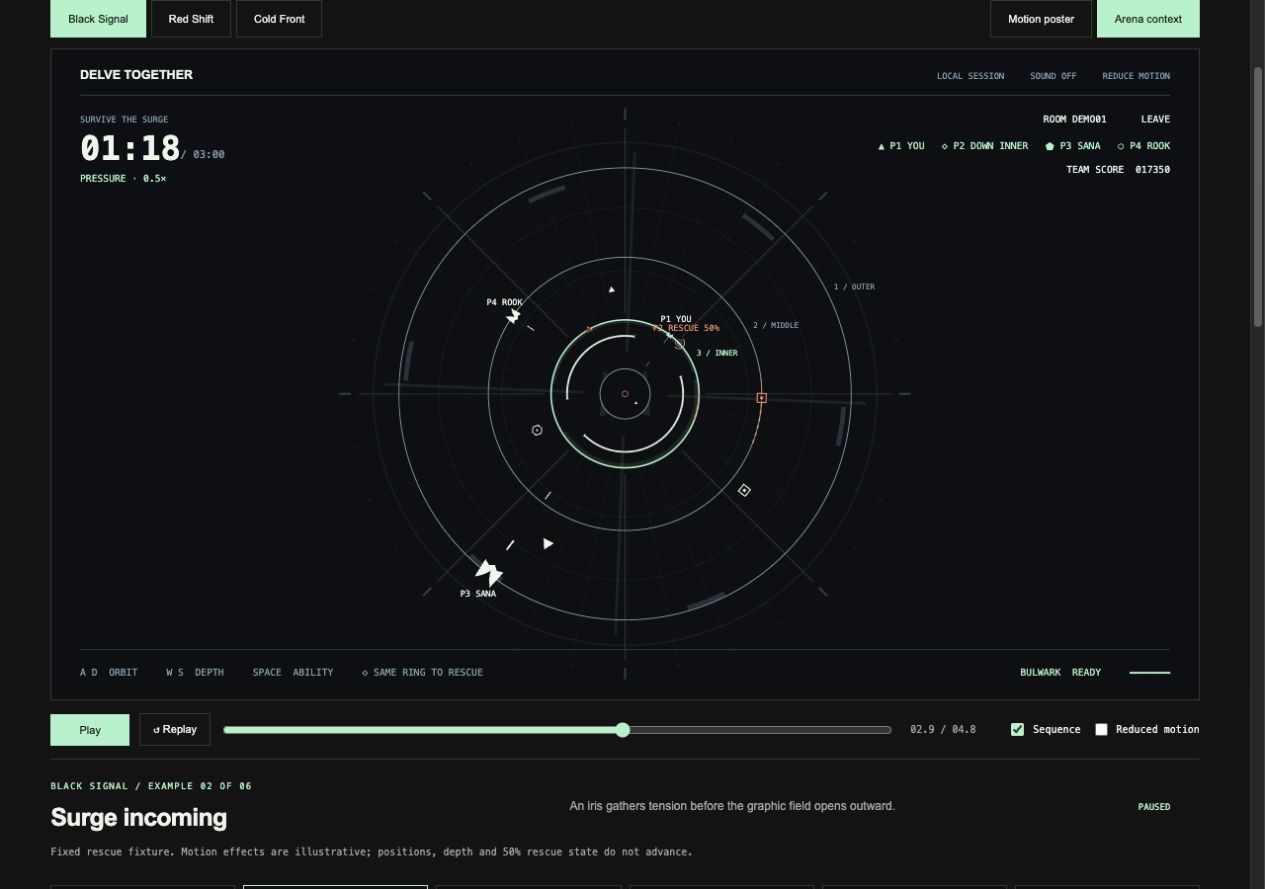 Black Signal
Red Shift
Cold Front
Motion poster
Arena context
DELVE TOGETHER
LOCAL SESSION
SOUND OFF
REDUCE MOTION
SURVIVE THE SURGE
01:18 / 03:00
PRESSURE · 0.5×
ROOM DEMO01
LEAVE
▲ P1 YOU
◇ P2 DOWN INNER
⬟ P3 SANA
○ P4 ROOK
TEAM SCORE 017350
1 / OUTER
P4 ROOK
P1 YOU
2 / MIDDLE
P2 RESCUE 50%
3 / INNER
P3 SANA
A D ORBIT
W S DEPTH
SPACE ABILITY
◇ SAME RING TO RESCUE
BULWARK READY
Play
↺ Replay
02.9 / 04.8
Sequence
Reduced motion
BLACK SIGNAL / EXAMPLE 02 OF 06
Surge incoming
An iris gathers tension before the graphic field opens outward.
PAUSED
Fixed rescue fixture. Motion effects are illustrative; positions, depth and 50% rescue state do not advance.